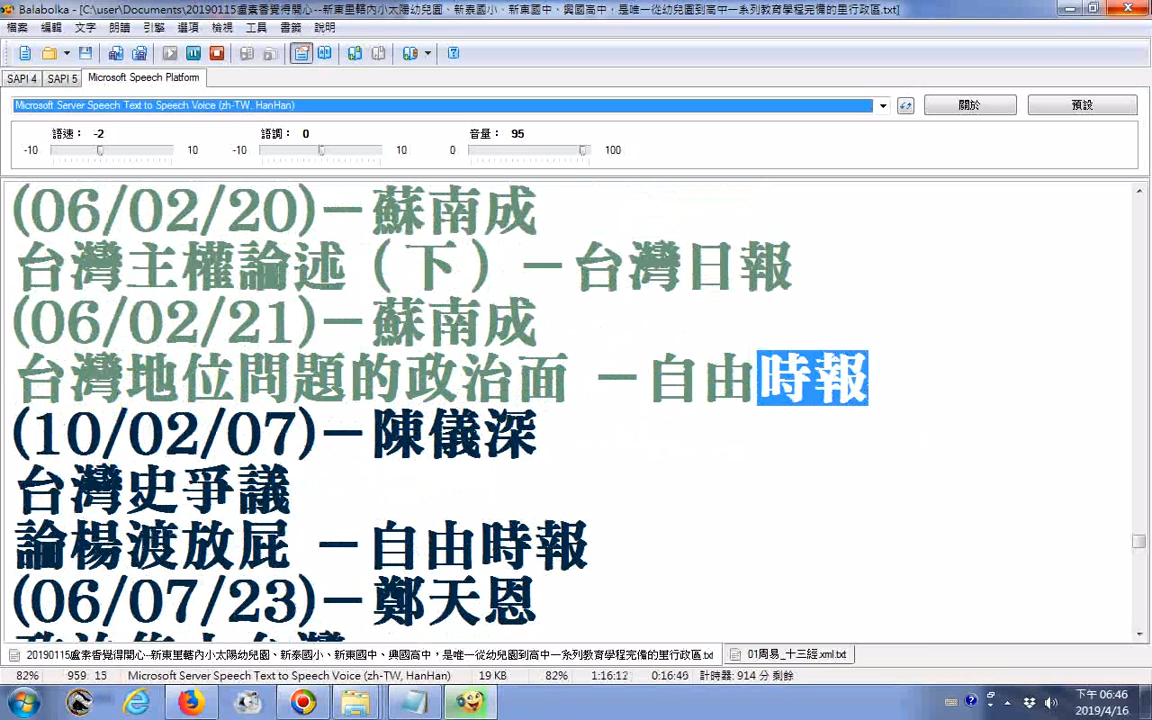 Balabolka - [C:\user\Documents\20190115盧素香覺得開心--新東里轄內小太陽幼兒園、新泰國小、新東國中、興國高中，是唯一從幼兒園到高中一系列教育學程完備的里行政區.txt]
檔案 編輯 文字 朗讀 引擎 選項 檢視 工具 書籤 說明
SAPI 4 SAPI 5 Microsoft Speech Platform
Microsoft Server Speech Text to Speech Voice (zh-TW, HanHan) 關於 預設
語速： -2 語調： 0 音量： 95
-10 10 -10 10 0 100
(06/02/20)－蘇南成
台灣主權論述（下）－台灣日報
(06/02/21)－蘇南成
台灣地位問題的政治面 －自由時報
(10/02/07)－陳儀深
台灣史爭議
論楊渡放屁 －自由時報
(06/07/23)－鄭天恩
20190115盧素香覺得開心--新東里轄內小太陽幼兒園、新泰國小、新東國中、興國高中，是唯一從幼兒園到高中一系列教育學程完備的里行政區.txt 01周易_十三經.xml.txt
82% 959 15 Microsoft Server Speech Text to Speech Voice (zh-TW, HanHan) 19 KB 82% 1:16:12 0:16:46 計時器: 914 分 剩餘
下午 06:46
2019/4/16